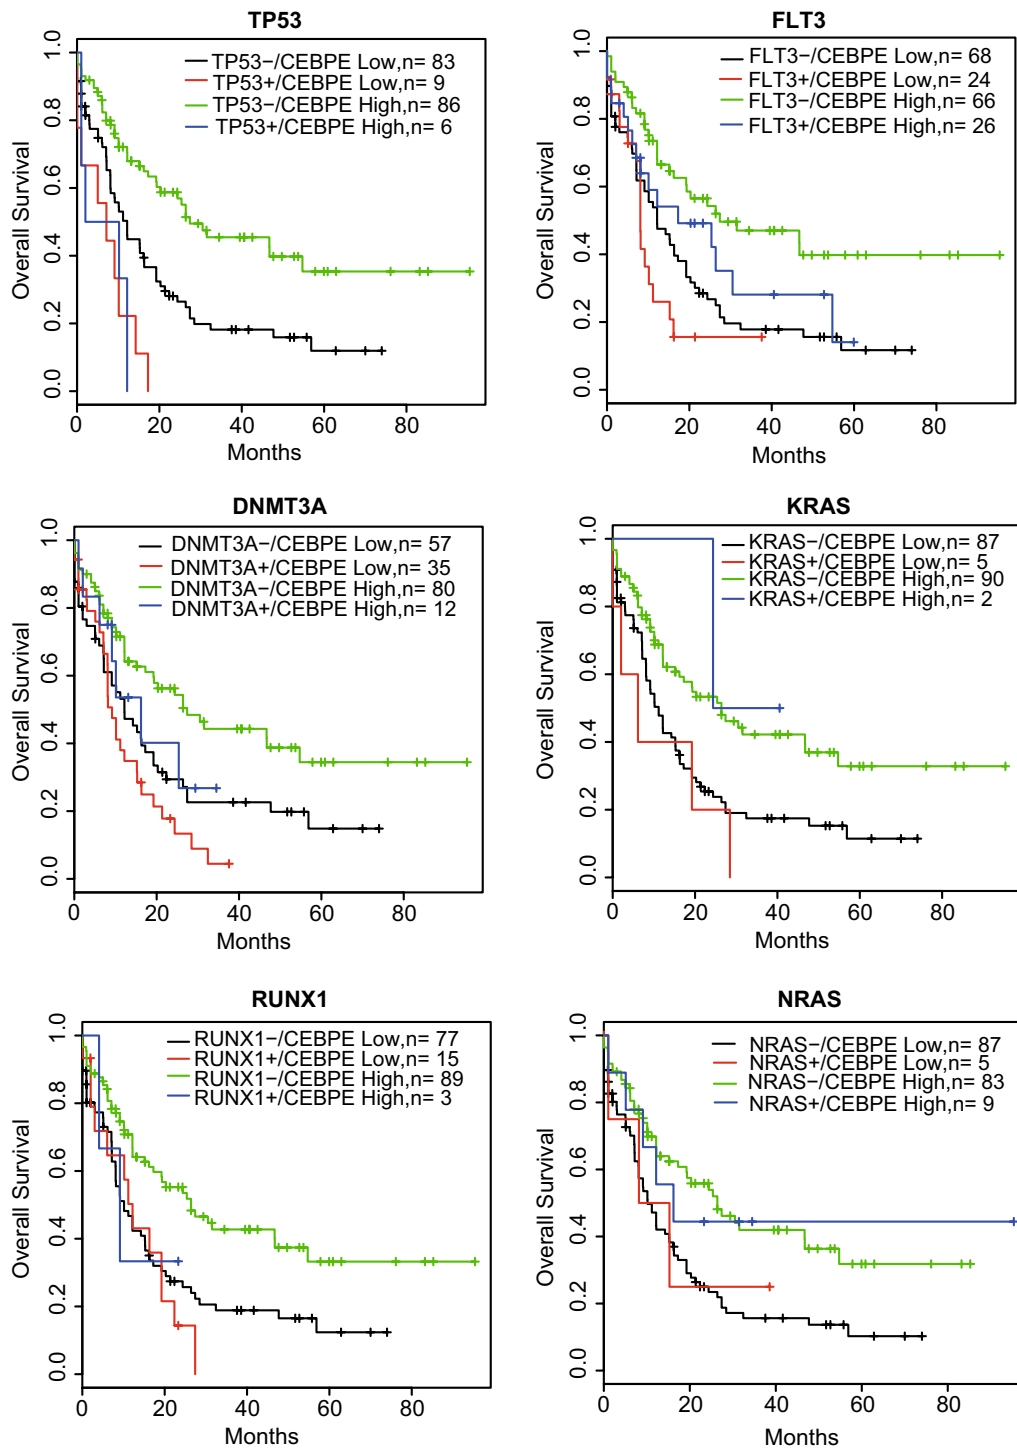 TP53
TP53−/CEBPE Low,n= 83
TP53+/CEBPE Low,n= 9
TP53−/CEBPE High,n= 86
TP53+/CEBPE High,n= 6
Overall Survival
1.0
0.8
0.6
0.4
0.2
0.0
0 20 40 60 80
Months
FLT3
FLT3−/CEBPE Low,n= 68
FLT3+/CEBPE Low,n= 24
FLT3−/CEBPE High,n= 66
FLT3+/CEBPE High,n= 26
Overall Survival
1.0
0.8
0.6
0.4
0.2
0.0
0 20 40 60 80
Months
DNMT3A
DNMT3A−/CEBPE Low,n= 57
DNMT3A+/CEBPE Low,n= 35
DNMT3A−/CEBPE High,n= 80
DNMT3A+/CEBPE High,n= 12
Overall Survival
1.0
0.8
0.6
0.4
0.2
0.0
0 20 40 60 80
Months
KRAS
KRAS−/CEBPE Low,n= 87
KRAS+/CEBPE Low,n= 5
KRAS−/CEBPE High,n= 90
KRAS+/CEBPE High,n= 2
Overall Survival
1.0
0.8
0.6
0.4
0.2
0.0
0 20 40 60 80
Months
RUNX1
RUNX1−/CEBPE Low,n= 77
RUNX1+/CEBPE Low,n= 15
RUNX1−/CEBPE High,n= 89
RUNX1+/CEBPE High,n= 3
Overall Survival
1.0
0.8
0.6
0.4
0.2
0.0
0 20 40 60 80
Months
NRAS
NRAS−/CEBPE Low,n= 87
NRAS+/CEBPE Low,n= 5
NRAS−/CEBPE High,n= 83
NRAS+/CEBPE High,n= 9
Overall Survival
1.0
0.8
0.6
0.4
0.2
0.0
0 20 40 60 80
Months